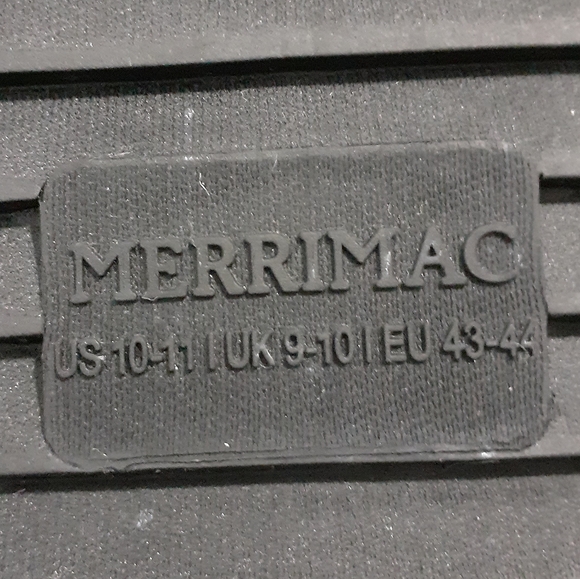 MERRIMAC
US 10-11 | UK 9-10 | EU 43-44